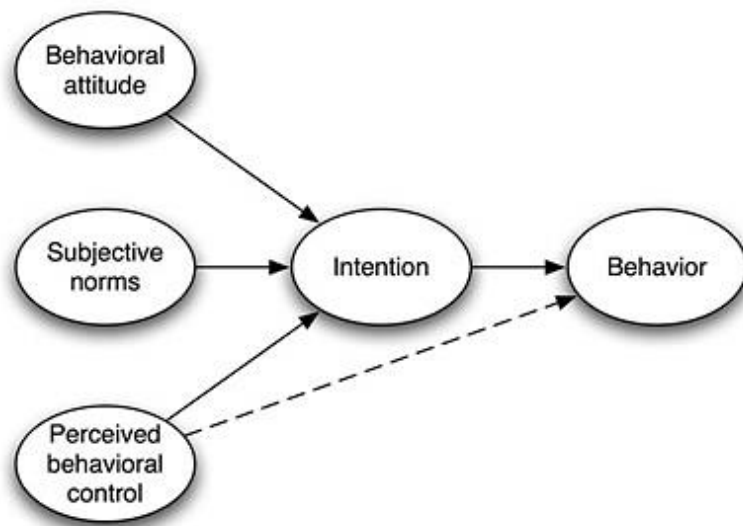 Behavioral
attitude
Subjective
norms
Intention
Behavior
Perceived
behavioral
control